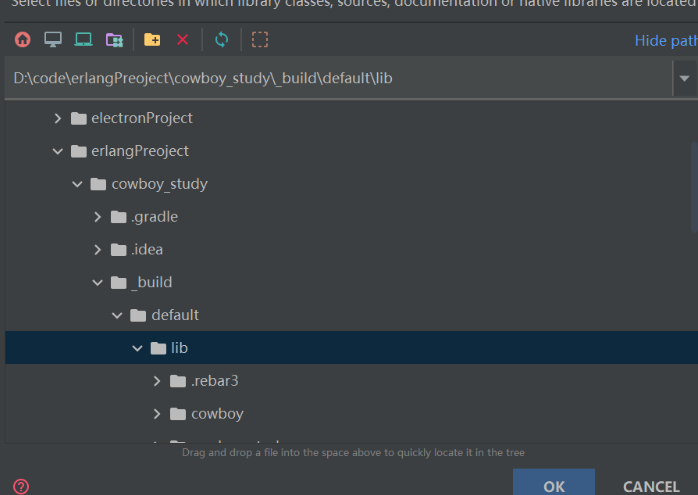 Select files or directories in which library classes, sources, documentation or native libraries are located
Hide path
D:\code\erlangPreoject\cowboy_study\_build\default\lib
electronProject
erlangPreoject
cowboy_study
.gradle
.idea
_build
default
lib
.rebar3
cowboy
Drag and drop a file into the space above to quickly locate it in the tree
OK
CANCEL